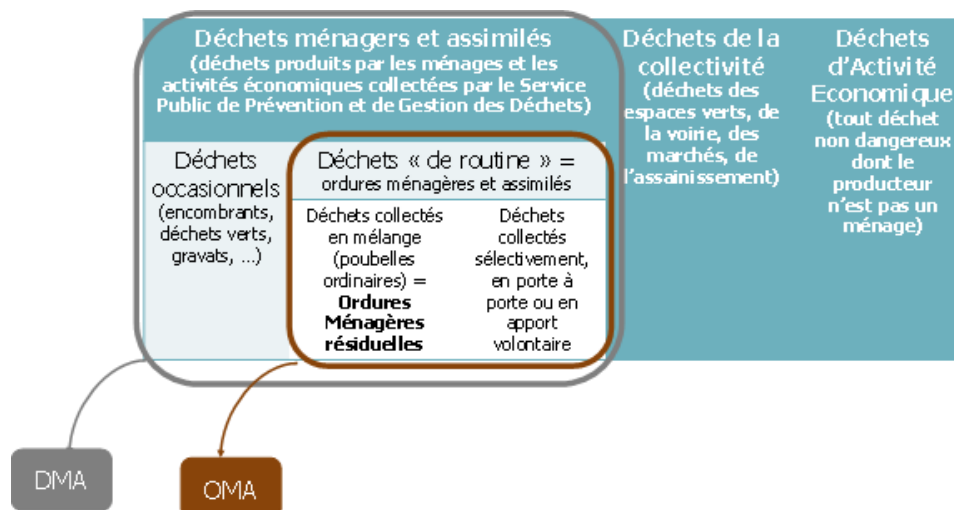 Déchets ménagers et assimilés
(déchets produits par les ménages et les
activités économiques collectées par le Service
Public de Prévention et de Gestion des Déchets)
Déchets
occasionnels
(encombrants,
déchets verts,
gravats, ...)
Déchets « de routine » =
ordures ménagères et assimilés
Déchets collectés
en mélange
(poubelles
ordinaires) =
Ordures
Ménagères
résiduelles
Déchets
collectés
sélectivement,
en porte à
porte ou en
apport
volontaire
Déchets de la
collectivité
(déchets des
espaces verts, de
la voirie, des
marchés, de
l'assainissement)
Déchets
d'Activité
Economique
(tout déchet
non dangereux
dont le
producteur
n'est pas un
ménage)
DMA
OMA